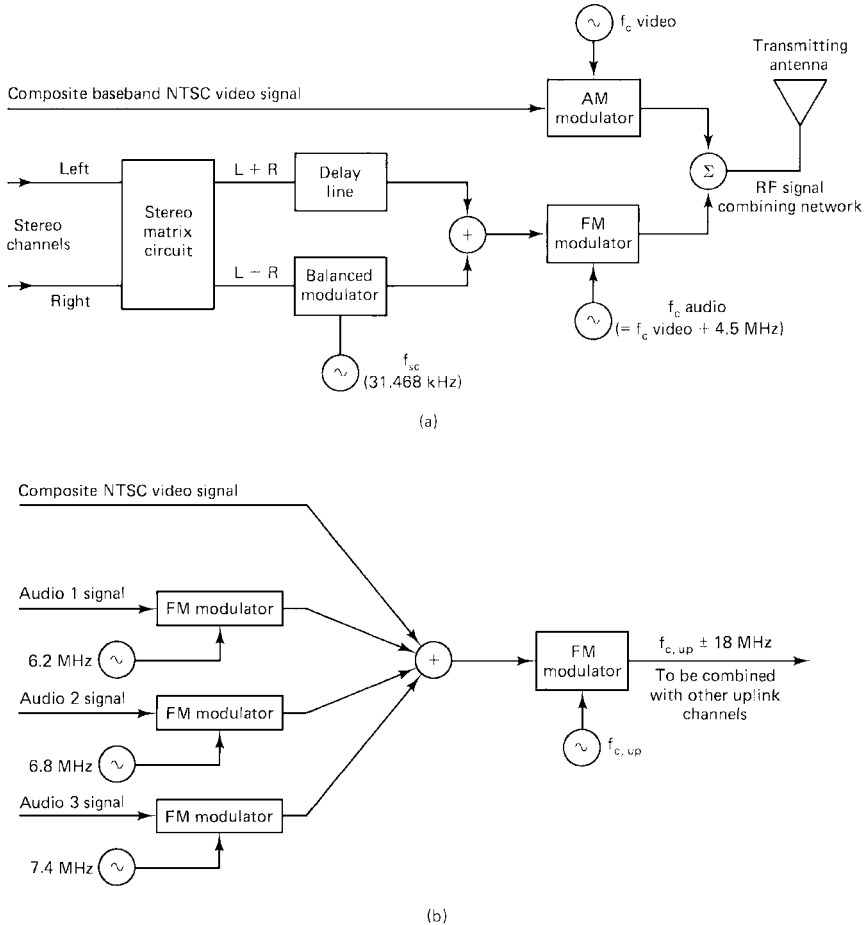 f_c video
Transmitting
antenna
Composite baseband NTSC video signal
AM
modulator
Left
L + R
Delay
line
Σ
RF signal
combining network
Stereo
channels
Stereo
matrix
circuit
+
FM
modulator
L − R
Balanced
modulator
Right
f_c audio
(= f_c video + 4.5 MHz)
f_sc
(31.468 kHz)
(a)
Composite NTSC video signal
Audio 1 signal
FM modulator
6.2 MHz
+
FM
modulator
f_c, up ± 18 MHz
To be combined
with other uplink
channels
Audio 2 signal
FM modulator
6.8 MHz
f_c, up
Audio 3 signal
FM modulator
7.4 MHz
(b)